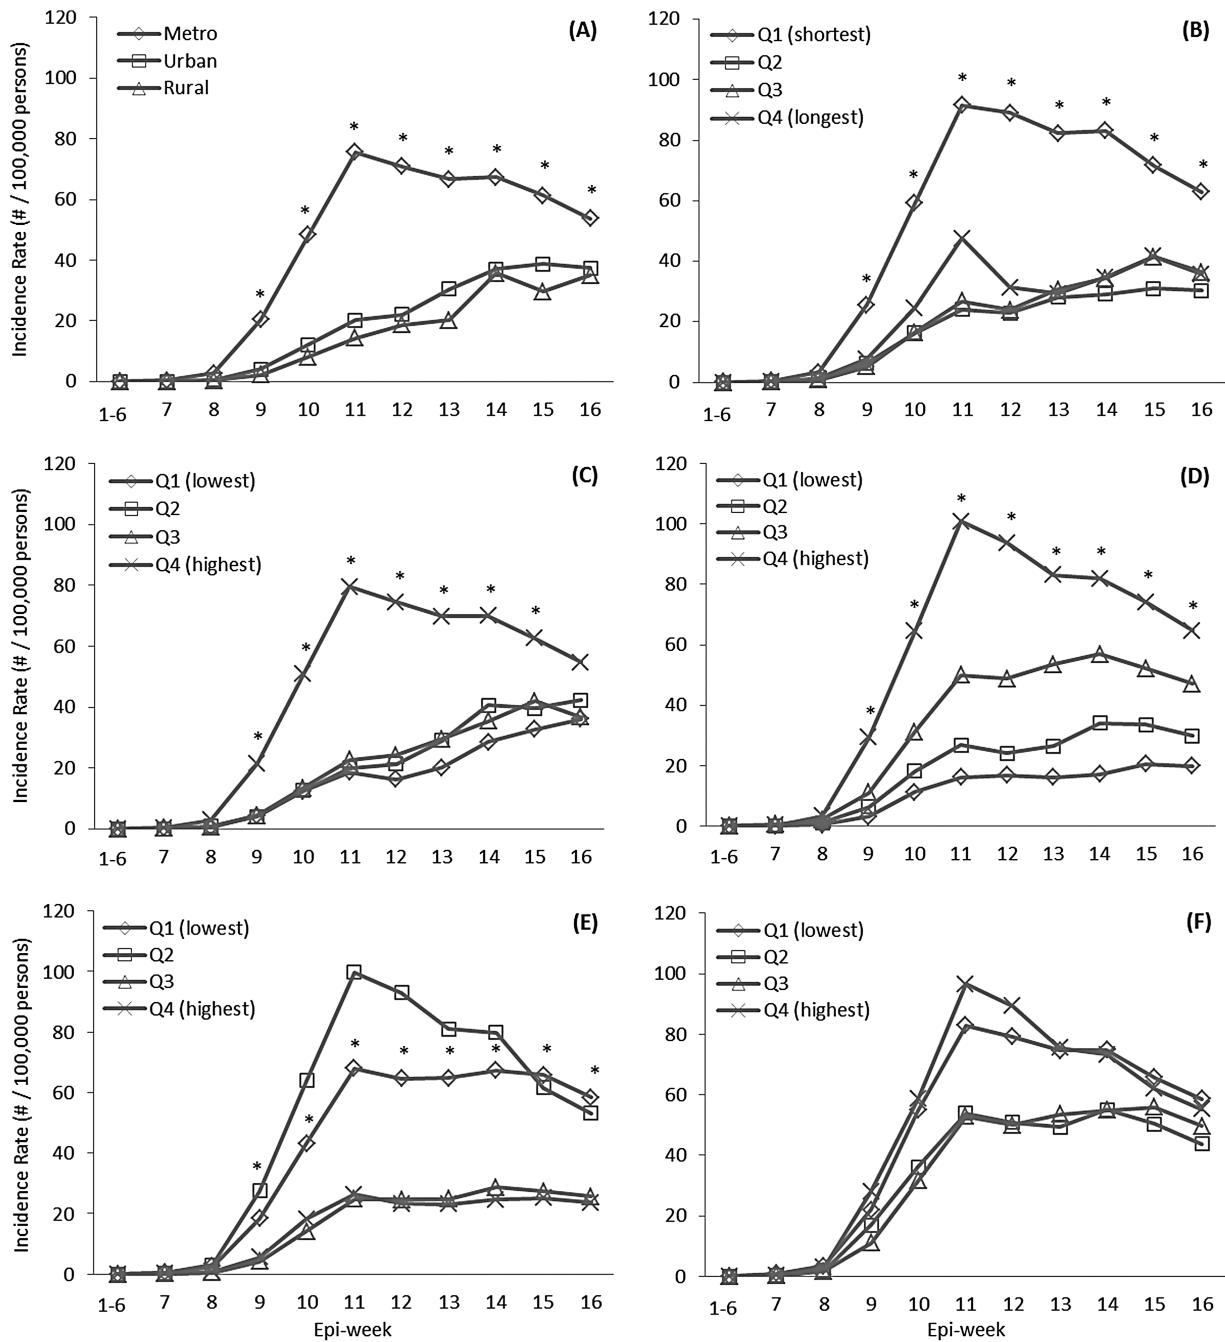 (A)
Metro
Urban
Rural
Incidence Rate (# / 100,000 persons)
120
100
80
60
40
20
0
* * * * * * * *
1-6 7 8 9 10 11 12 13 14 15 16
(B)
Q1 (shortest)
Q2
Q3
Q4 (longest)
120
100
80
60
40
20
0
* * * * * * * *
1-6 7 8 9 10 11 12 13 14 15 16
(C)
Q1 (lowest)
Q2
Q3
Q4 (highest)
Incidence Rate (# / 100,000 persons)
120
100
80
60
40
20
0
* * * * * * *
1-6 7 8 9 10 11 12 13 14 15 16
(D)
Q1 (lowest)
Q2
Q3
Q4 (highest)
120
100
80
60
40
20
0
* * * * * * * *
1-6 7 8 9 10 11 12 13 14 15 16
(E)
Q1 (lowest)
Q2
Q3
Q4 (highest)
Incidence Rate (# / 100,000 persons)
120
100
80
60
40
20
0
* * * * * * * *
1-6 7 8 9 10 11 12 13 14 15 16
Epi-week
(F)
Q1 (lowest)
Q2
Q3
Q4 (highest)
120
100
80
60
40
20
0
1-6 7 8 9 10 11 12 13 14 15 16
Epi-week